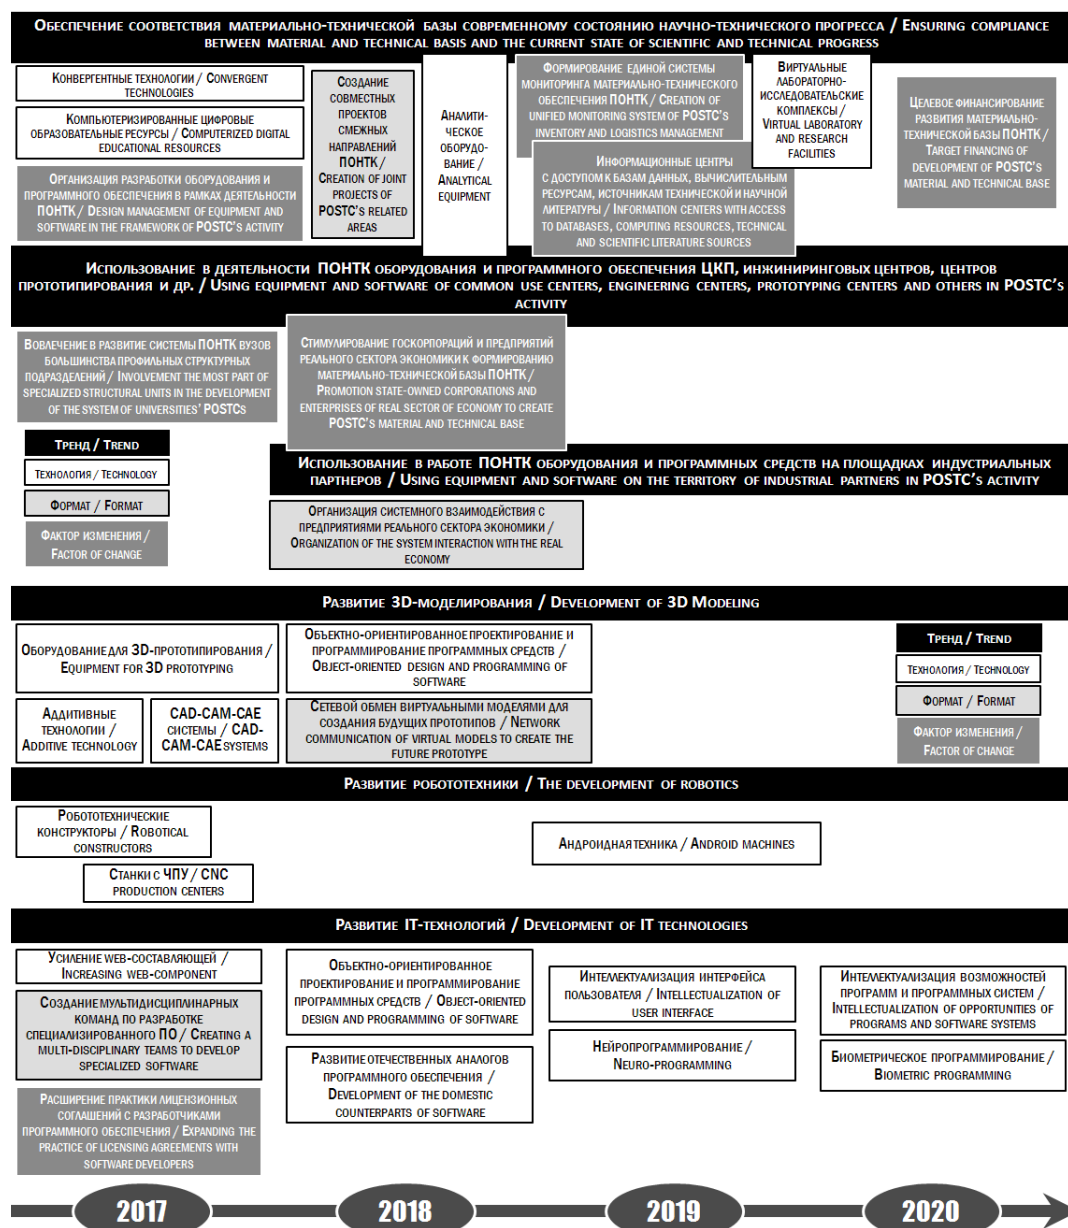 Обеспечение соответствия материально-технической базы современному состоянию научно-технического прогресса / Ensuring compliance
between material and technical basis and the current state of scientific and technical progress
Конвергентные технологии / Convergent
technologies
Компьютеризированные цифровые
образовательные ресурсы / Computerized digital
educational resources
Организация разработки оборудования и
программного обеспечения в рамках деятельности
ПОНТК / Design management of equipment and
software in the framework of POSTC's activity
Создание
совместных
проектов
смежных
направлений
ПОНТК /
Creation of joint
projects of
POSTC's related
areas
Аналити-
ческое
оборудо-
вание /
Analytical
equipment
Формирование единой системы
мониторинга материально-технического
обеспечения ПОНТК / Creation of
unified monitoring system of POSTC's
inventory and logistics management
Информационные центры
с доступом к базам данных, вычислительным
ресурсам, источникам технической и научной
литературы / Information centers with access
to databases, computing resources, technical
and scientific literature sources
Виртуальные
лабораторно-
исследовательские
комплексы /
Virtual laboratory
and research
facilities
Целевое финансирование
развития материально-
технической базы ПОНТК /
Target financing of
development of POSTC's
material and technical base
Использование в деятельности ПОНТК оборудования и программного обеспечения ЦКП, инжиниринговых центров, центров
прототипирования и др. / Using equipment and software of common use centers, engineering centers, prototyping centers and others in POSTC's
activity
Вовлечение в развитие системы ПОНТК вузов
большинства профильных структурных
подразделений / Involvement the most part of
specialized structural units in the development
of the system of universities' POSTCs
Стимулирование госкорпораций и предприятий
реального сектора экономики к формированию
материально-технической базы ПОНТК /
Promotion state-owned corporations and
enterprises of real sector of economy to create
POSTC's material and technical base
Тренд / Trend
Технология / Technology
Формат / Format
Фактор изменения /
Factor of change
Использование в работе ПОНТК оборудования и программных средств на площадках индустриальных
партнеров / Using equipment and software on the territory of industrial partners in POSTC's activity
Организация системного взаимодействия с
предприятиями реального сектора экономики /
Organization of the system interaction with the real
economy
Развитие 3D-моделирования / Development of 3D Modeling
Оборудование для 3D-прототипирования /
Equipment for 3D prototyping
Объектно-ориентированное проектирование и
программирование программных средств /
Object-oriented design and programming of
software
Аддитивные
технологии /
Additive technology
CAD-CAM-CAE
системы / CAD-
CAM-CAE systems
Сетевой обмен виртуальными моделями для
создания будущих прототипов / Network
communication of virtual models to create the
future prototype
Тренд / Trend
Технология / Technology
Формат / Format
Фактор изменения /
Factor of change
Развитие робототехники / The development of robotics
Робототехнические
конструкторы / Robotical
constructors
Станки с ЧПУ / CNC
production centers
Андроидная техника / Android machines
Развитие IT-технологий / Development of IT technologies
Усиление web-составляющей /
Increasing web-component
Создание мультидисциплинарных
команд по разработке
специализированного ПО / Creating a
multi-disciplinary teams to develop
specialized software
Расширение практики лицензионных
соглашений с разработчиками
программного обеспечения / Expanding the
practice of licensing agreements with
software developers
Объектно-ориентированное
проектирование и программирование
программных средств / Object-oriented
design and programming of software
Развитие отечественных аналогов
программного обеспечения /
Development of the domestic
counterparts of software
Интеллектуализация интерфейса
пользователя / Intellectualization of
user interface
Нейропрограммирование /
Neuro-programming
Интеллектуализация возможностей
программ и программных систем /
Intellectualization of opportunities of
programs and software systems
Биометрическое программирование /
Biometric programming
2017 2018 2019 2020